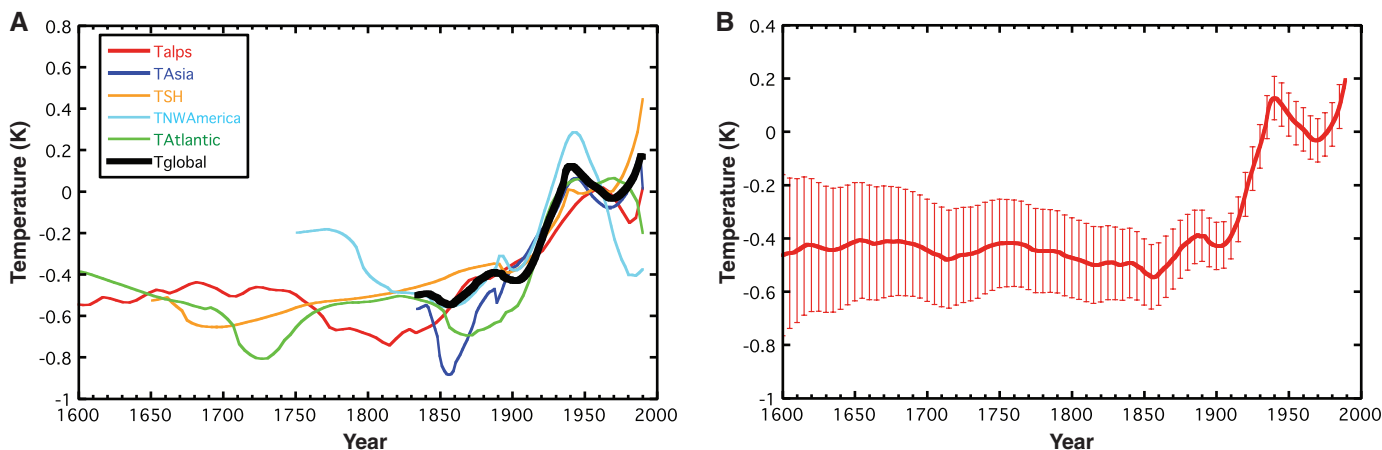 A
Temperature (K)
0.8
0.6
0.4
0.2
0
-0.2
-0.4
-0.6
-0.8
-1
Talps
TAsia
TSH
TNWAmerica
TAtlantic
Tglobal
1600 1650 1700 1750 1800 1850 1900 1950 2000
Year
B
Temperature (K)
0.4
0.2
0
-0.2
-0.4
-0.6
-0.8
-1
1600 1650 1700 1750 1800 1850 1900 1950 2000
Year